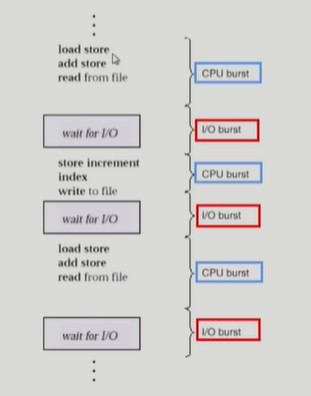 load store
add store
read from file
CPU burst
wait for I/O
I/O burst
store increment
index
write to file
CPU burst
wait for I/O
I/O burst
load store
add store
read from file
CPU burst
wait for I/O
I/O burst